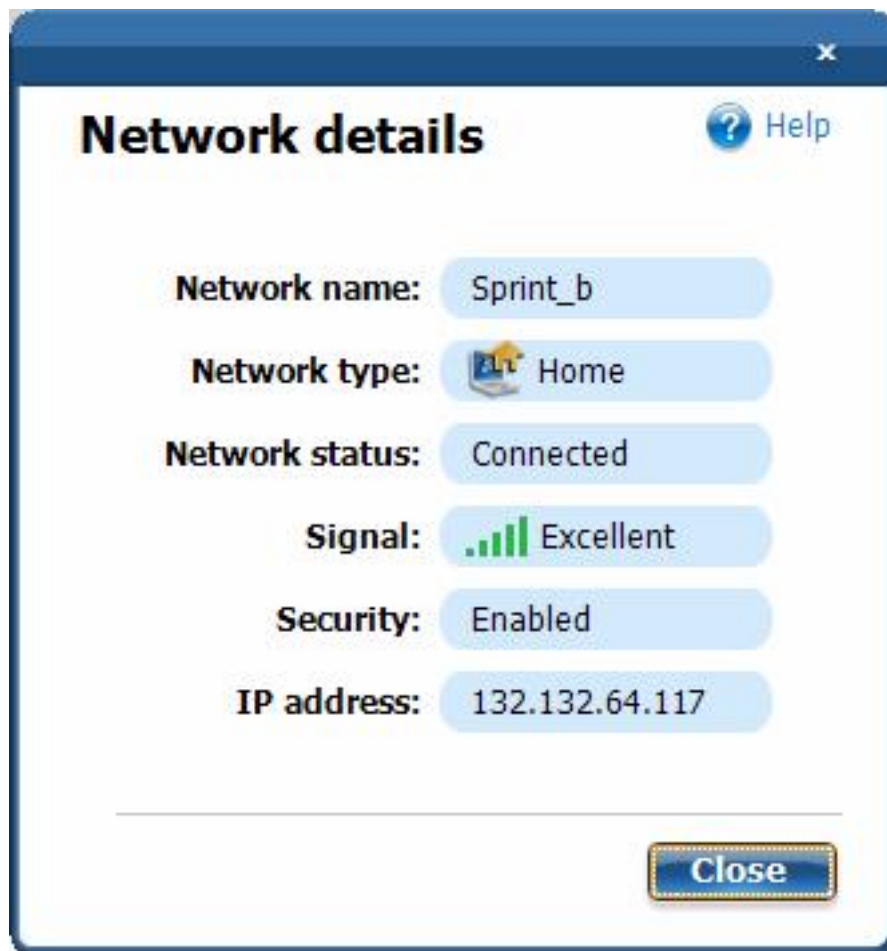 x
Network details
Help
Network name: Sprint_b
Network type: Home
Network status: Connected
Signal: Excellent
Security: Enabled
IP address: 132.132.64.117
Close